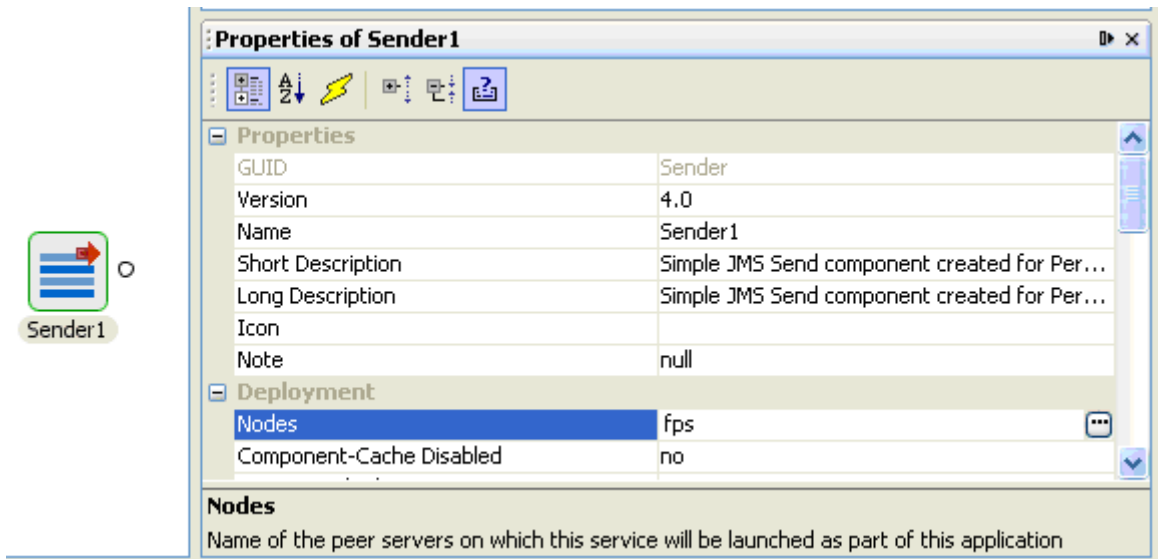 Properties of Sender1
Properties
GUID Sender
Version 4.0
Name Sender1
Short Description Simple JMS Send component created for Per...
Long Description Simple JMS Send component created for Per...
Icon
Note null
Deployment
Nodes fps
Component-Cache Disabled no
Nodes
Name of the peer servers on which this service will be launched as part of this application
Sender1